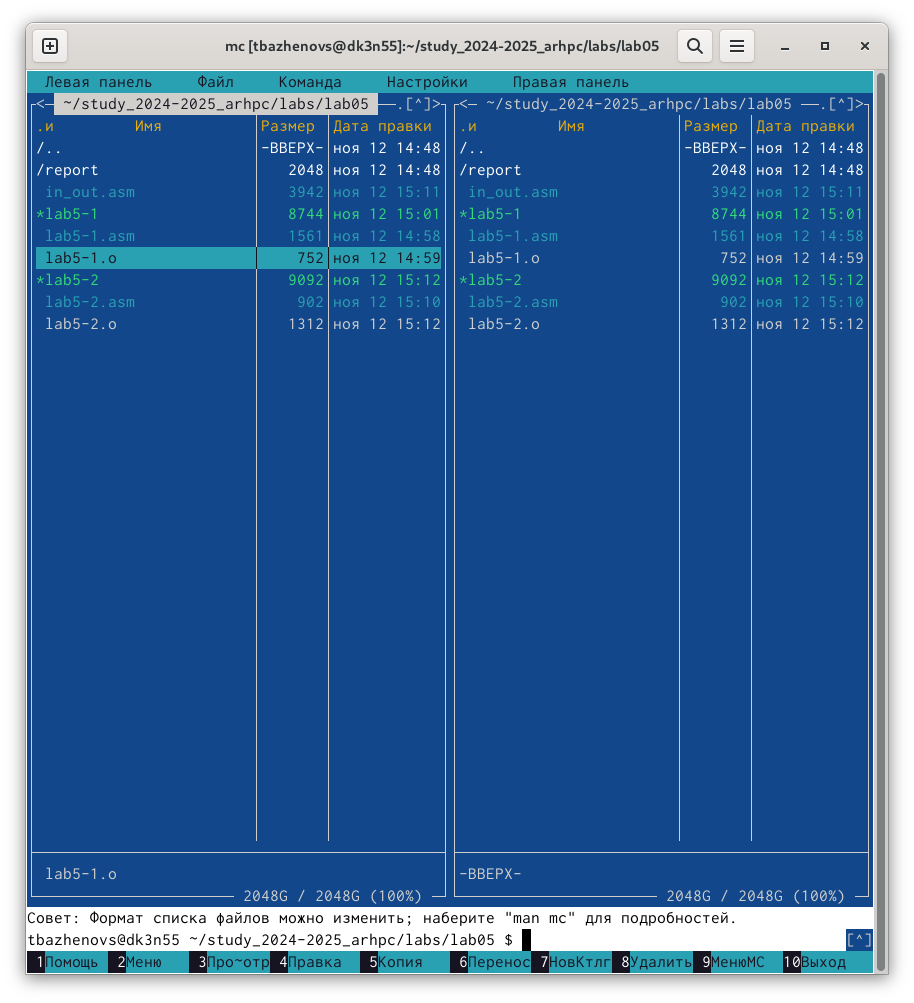 mc [tbazhenovs@dk3n55]:~/study_2024-2025_arhpc/labs/lab05
Левая панель Файл Команда Настройки Правая панель
<─ ~/study_2024-2025_arhpc/labs/lab05 ──.[^]>
.и Имя Размер Дата правки
/.. -ВВЕРХ- ноя 12 14:48
/report 2048 ноя 12 14:48
in_out.asm 3942 ноя 12 15:11
*lab5-1 8744 ноя 12 15:01
lab5-1.asm 1561 ноя 12 14:58
lab5-1.o 752 ноя 12 14:59
*lab5-2 9092 ноя 12 15:12
lab5-2.asm 902 ноя 12 15:10
lab5-2.o 1312 ноя 12 15:12
lab5-1.o
2048G / 2048G (100%)
<─ ~/study_2024-2025_arhpc/labs/lab05 ──.[^]>
.и Имя Размер Дата правки
/.. -ВВЕРХ- ноя 12 14:48
/report 2048 ноя 12 14:48
in_out.asm 3942 ноя 12 15:11
*lab5-1 8744 ноя 12 15:01
lab5-1.asm 1561 ноя 12 14:58
lab5-1.o 752 ноя 12 14:59
*lab5-2 9092 ноя 12 15:12
lab5-2.asm 902 ноя 12 15:10
lab5-2.o 1312 ноя 12 15:12
-ВВЕРХ-
2048G / 2048G (100%)
Совет: Формат списка файлов можно изменить; наберите "man mc" для подробностей.
tbazhenovs@dk3n55 ~/study_2024-2025_arhpc/labs/lab05 $ [^]
1Помощь 2Меню 3Про~отр 4Правка 5Копия 6Перенос 7НовКтлг 8Удалить 9МенюMC 10Выход